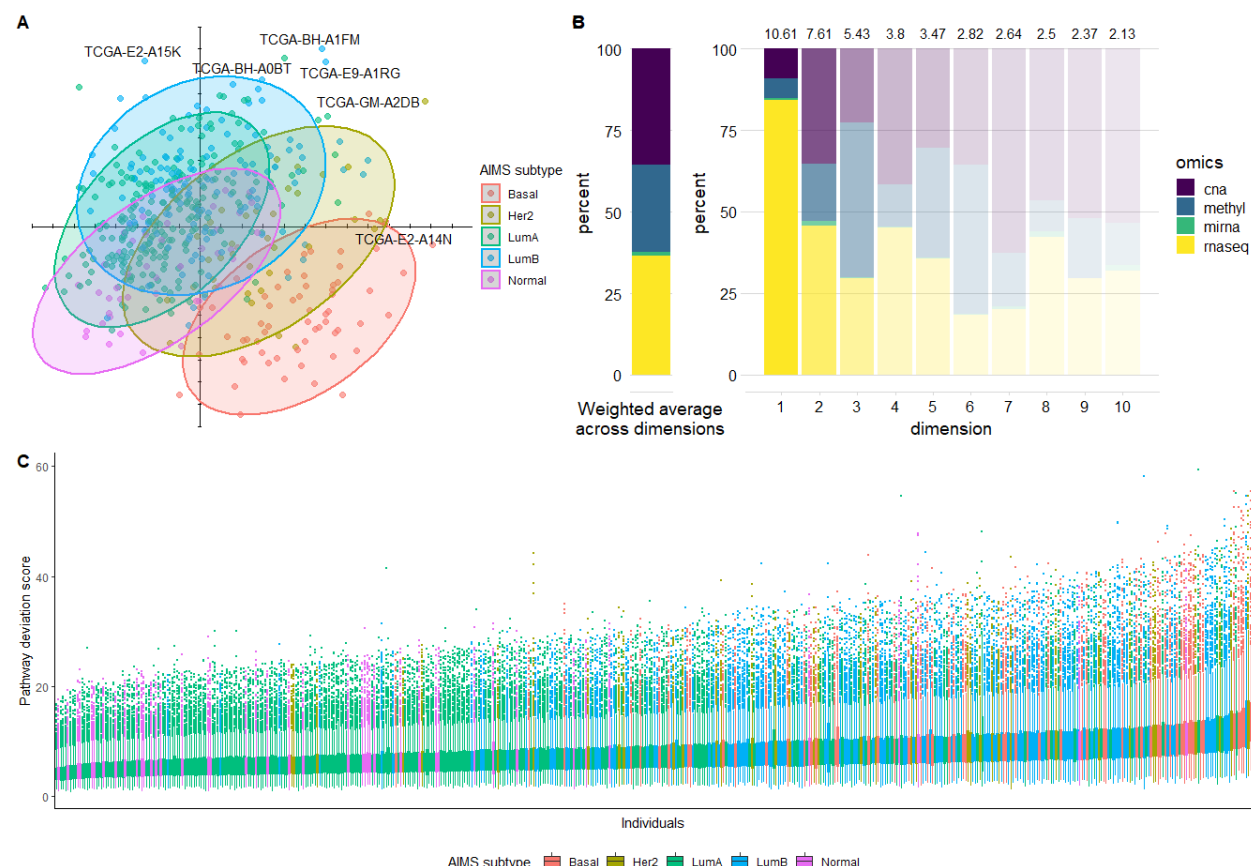 A
TCGA-E2-A15K
TCGA-BH-A1FM
TCGA-BH-A0BT
TCGA-E9-A1RG
TCGA-GM-A2DB
TCGA-E2-A14N
AIMS subtype
Basal
Her2
LumA
LumB
Normal
B
100
75
50
25
0
percent
Weighted average
across dimensions
10.61 7.61 5.43 3.8 3.47 2.82 2.64 2.5 2.37 2.13
100
75
50
25
0
percent
1 2 3 4 5 6 7 8 9 10
dimension
omics
cna
methyl
mirna
rnaseq
C
60
40
20
0
Pathway deviation score
Individuals
AIMS subtype Basal Her2 LumA LumB Normal